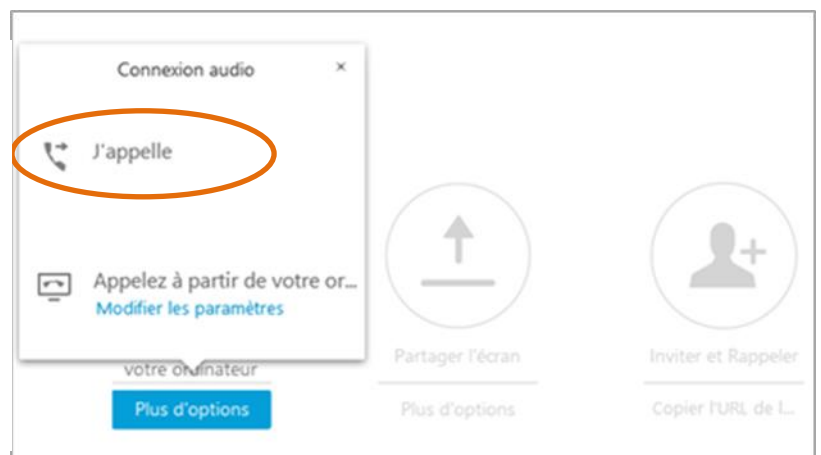 Connexion audio ×
J'appelle
Appelez à partir de votre or...
Modifier les paramètres
votre ordinateur
Plus d'options
Partager l'écran
Plus d'options
Inviter et Rappeler
Copier l'URL de l...